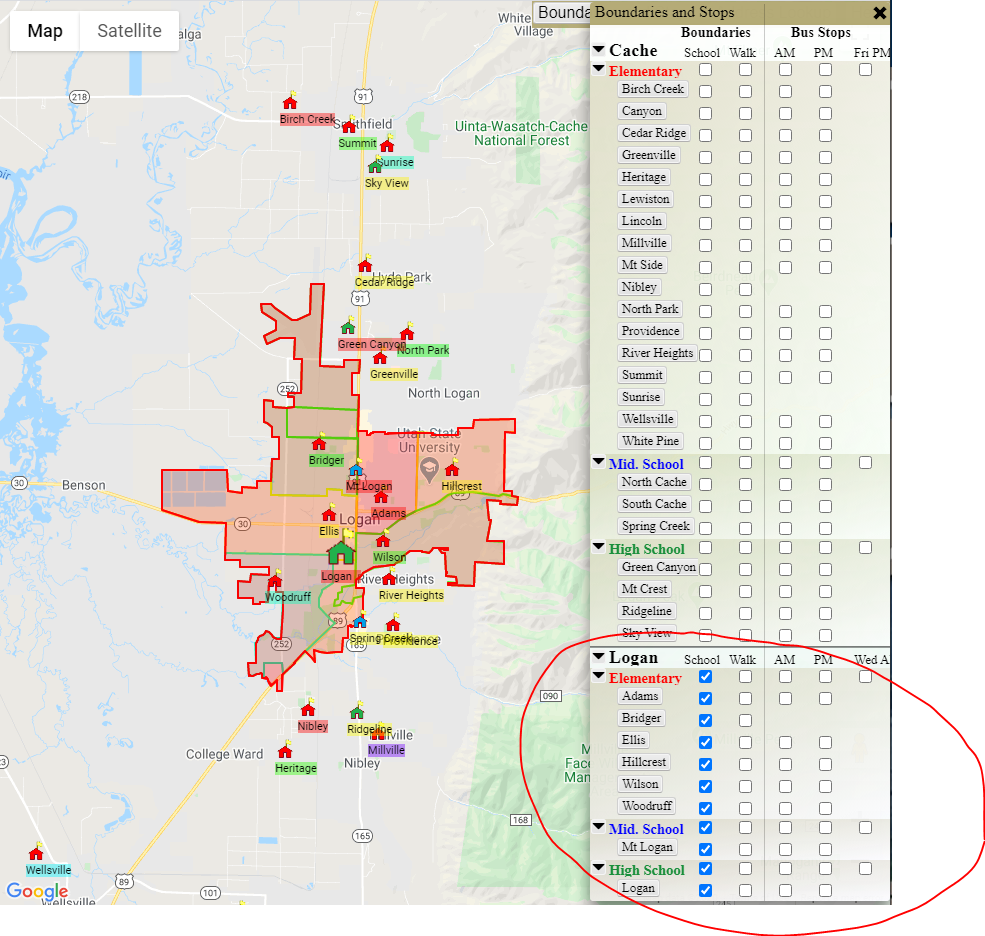 Map
Satellite
alga
White
Village
Bounda
218
91
Smithfield
Birch Creek
Summit
Sunrise
Sky View
Uinta-Wasatch-Cache
National Forest
Hyde Park
Cedar Ridge
91
Green Canyon
North Park
Greenville
252
North Logan
Utah State
University
Bridger
Mt Logan
Hillcrest
89
30
Benson
Adams
30
Logan
Ellis
Wilson
Logan
River Heights
Woodruff
River Heights
89
Spring Creek
Providence
252
165
Nibley
Ridgeline
Millville
Millville
College Ward
Heritage
Nibley
090
168
165
M
Face
Man
Wellsville
89
101
Google
Wellsville
Boundaries and Stops
Boundaries Bus Stops
Cache School Walk AM PM Fri PM
Elementary
Birch Creek
Canyon
Cedar Ridge
Greenville
Heritage
Lewiston
Lincoln
Millville
Mt Side
Nibley
North Park
Providence
River Heights
Summit
Sunrise
Wellsville
White Pine
Mid. School
North Cache
South Cache
Spring Creek
High School
Green Canyon
Mt Crest
Ridgeline
Sky View
Logan School Walk AM PM Wed A
Elementary
Adams
Bridger
Ellis
Hillcrest
Wilson
Woodruff
Mid. School
Mt Logan
High School
Logan